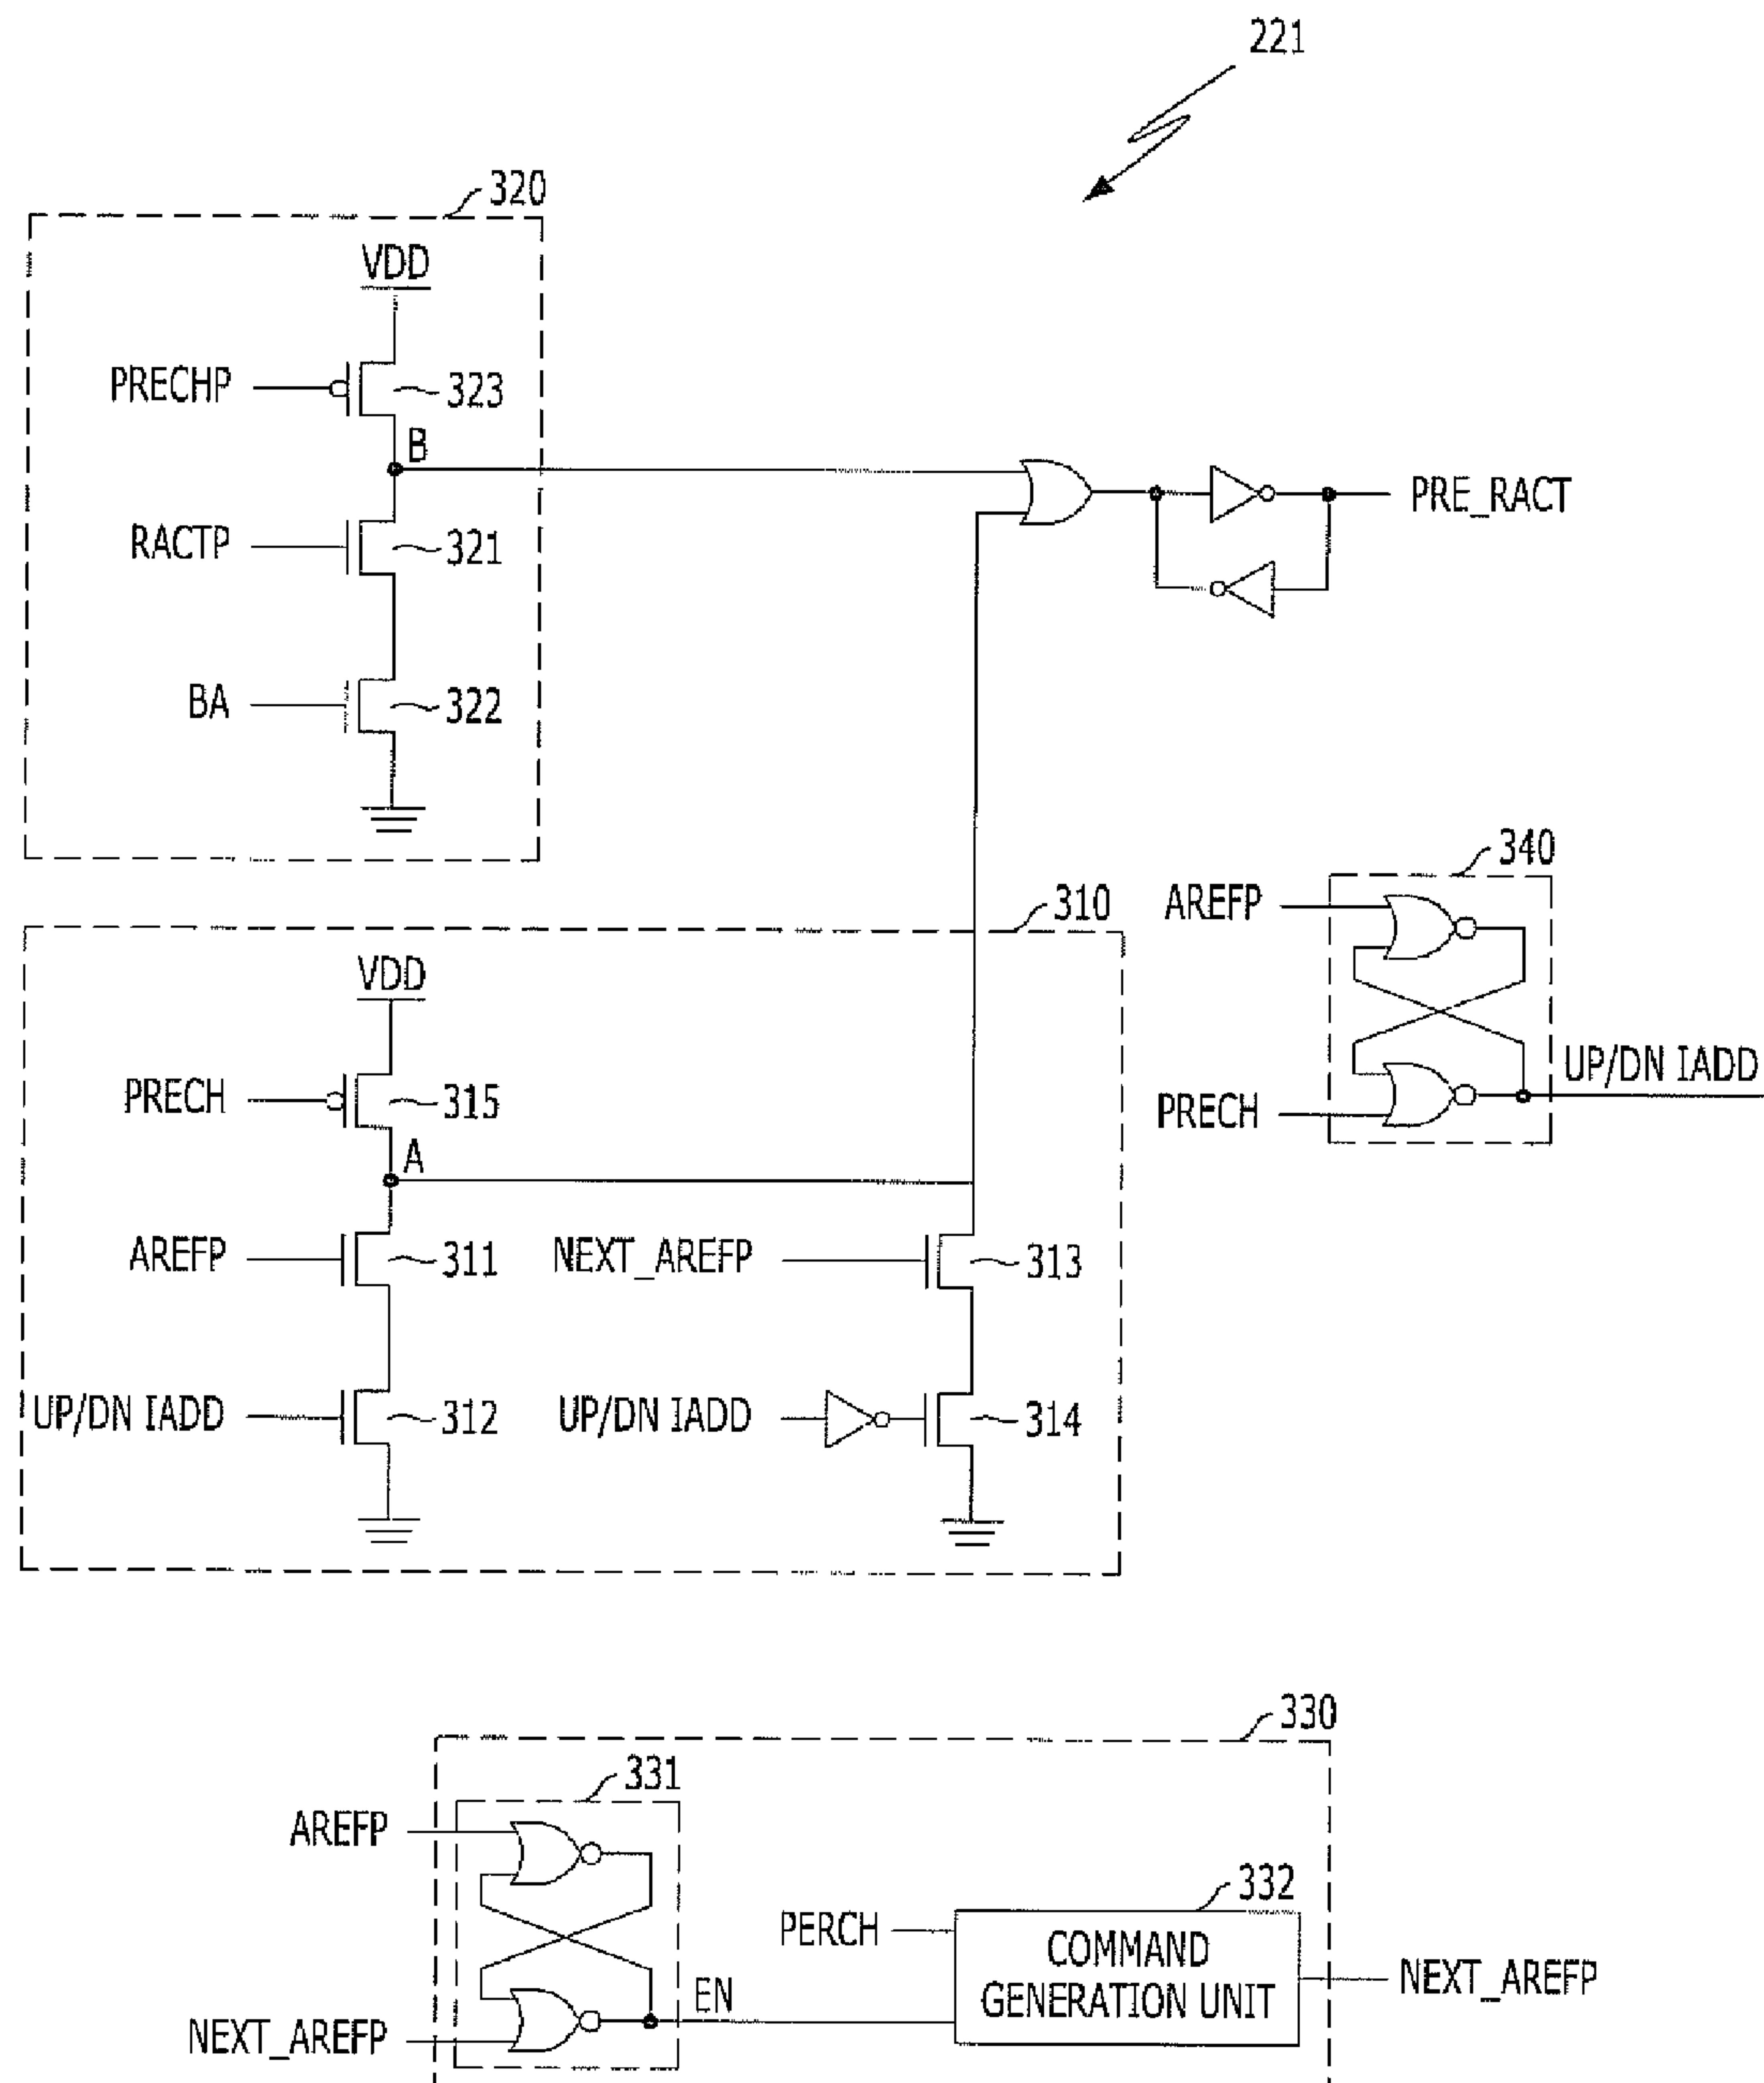 221
320
VDD
PRECHP
323
B
PRE_RACT
RACTP
321
BA
322
340
310
AREFP
VDD
PRECH
315
UP/DN IADD
PRECH
A
AREFP
311
NEXT_AREFP
313
UP/DN IADD
312
UP/DN IADD
314
330
331
AREFP
332
PERCH
COMMAND
GENERATION UNIT
EN
NEXT_AREFP
NEXT_AREFP